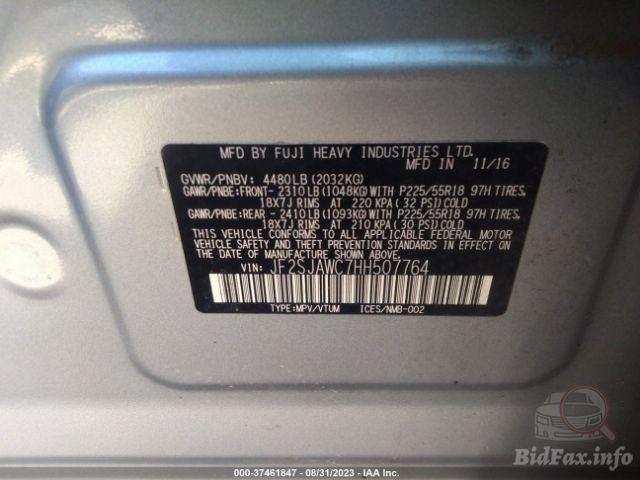 MFD BY FUJI HEAVY INDUSTRIES LTD.
MFD IN 11/16
GVWR/PNBV: 4480LB(2032KG)
GAWR/PNBE:FRONT-2310LB(1048KG)WITH P225/55R18 97H TIRES,
18X7J RIMS AT 220 KPA(32 PSI)COLD
GAWR/PNBE:REAR -2410LB(1093KG)WITH P225/55R18 97H TIRES,
18X7J RIMS AT 210 KPA(30 PSI)COLD
THIS VEHICLE CONFORMS TO ALL APPLICABLE FEDERAL MOTOR
VEHICLE SAFETY AND THEFT PREVENTION STANDARDS IN EFFECT ON
THE DATE OF MANUFACTURE SHOWN ABOVE.
VIN: JF2SJAWC7HH507764
TYPE:MPV/VTUM ICES/NMB-002
BidFax.info
000-37461847 - 08/31/2023 - IAA Inc.